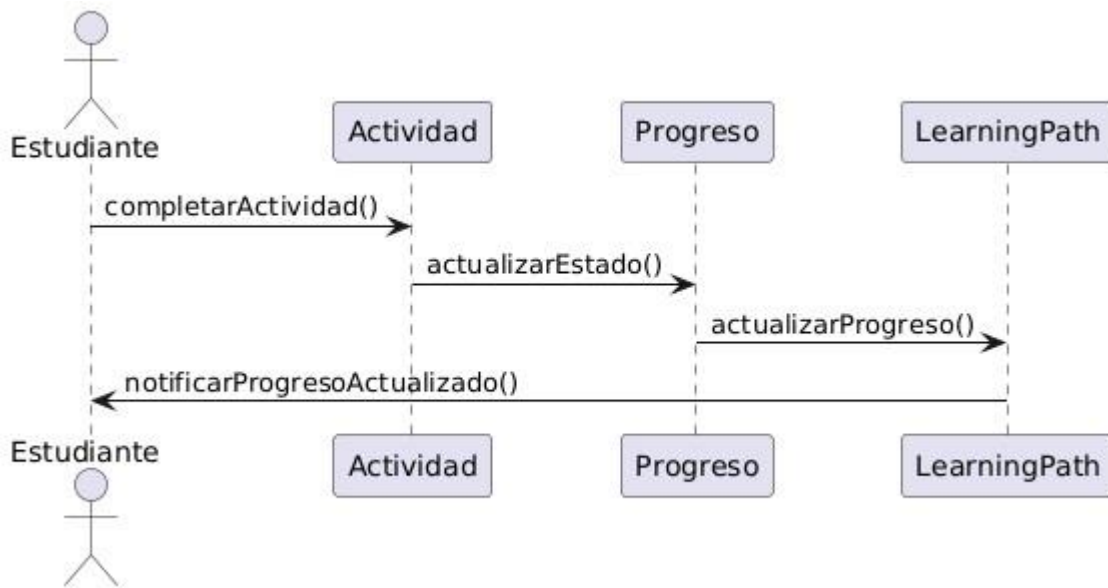 Estudiante
Actividad
Progreso
LearningPath
completarActividad()
actualizarEstado()
actualizarProgreso()
notificarProgresoActualizado()
Estudiante
Actividad
Progreso
LearningPath